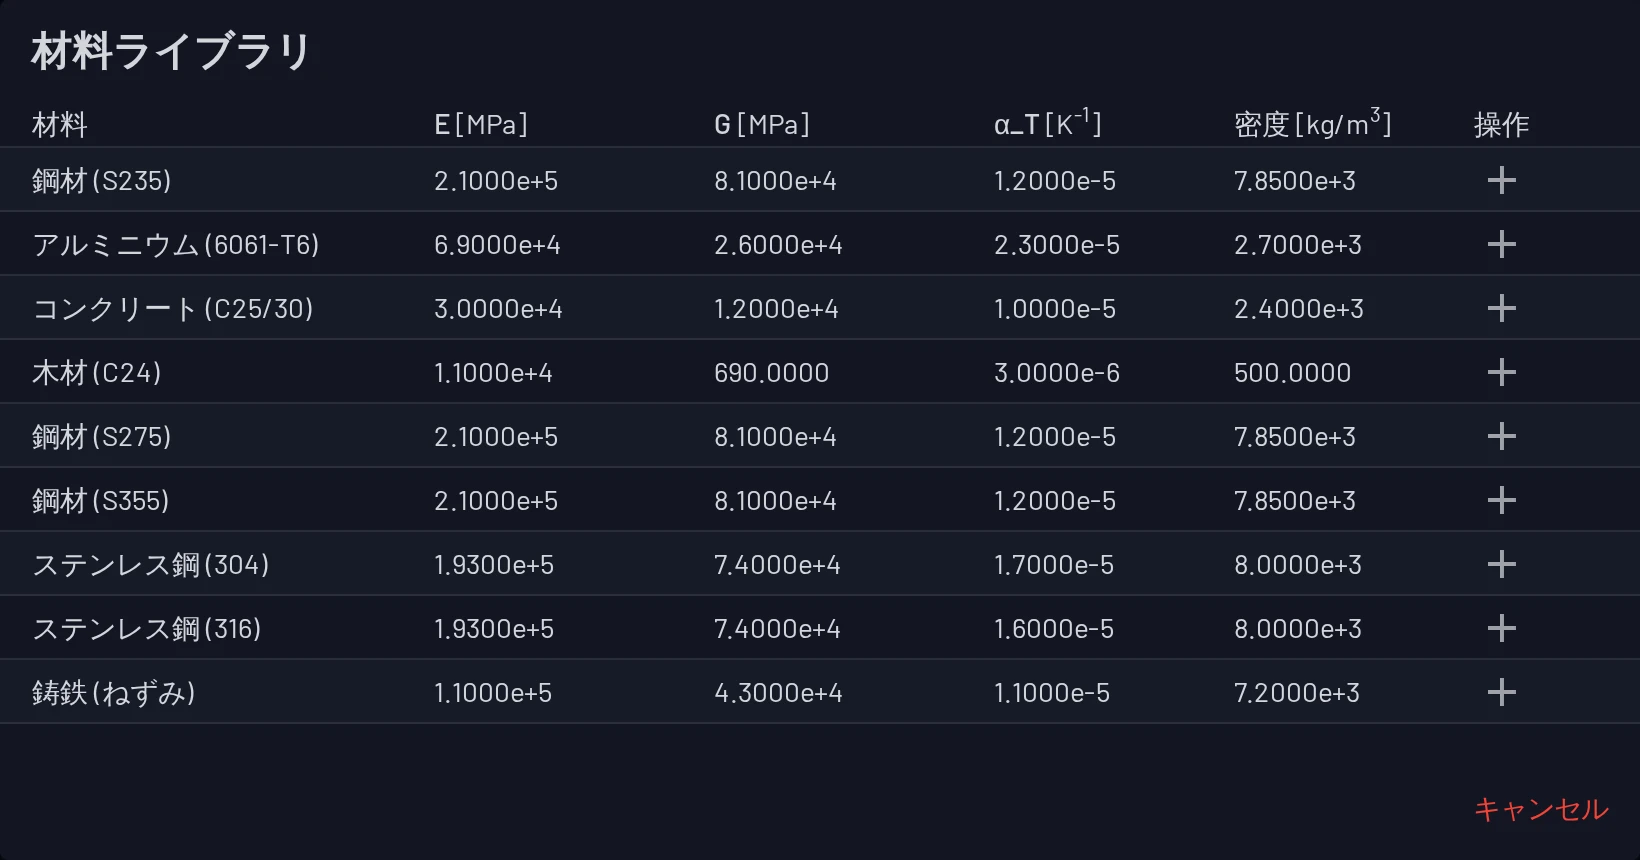 材料ライブラリ
材料 E [MPa] G [MPa] α_T [K⁻¹] 密度 [kg/m³] 操作
鋼材 (S235) 2.1000e+5 8.1000e+4 1.2000e-5 7.8500e+3 +
アルミニウム (6061-T6) 6.9000e+4 2.6000e+4 2.3000e-5 2.7000e+3 +
コンクリート (C25/30) 3.0000e+4 1.2000e+4 1.0000e-5 2.4000e+3 +
木材 (C24) 1.1000e+4 690.0000 3.0000e-6 500.0000 +
鋼材 (S275) 2.1000e+5 8.1000e+4 1.2000e-5 7.8500e+3 +
鋼材 (S355) 2.1000e+5 8.1000e+4 1.2000e-5 7.8500e+3 +
ステンレス鋼 (304) 1.9300e+5 7.4000e+4 1.7000e-5 8.0000e+3 +
ステンレス鋼 (316) 1.9300e+5 7.4000e+4 1.6000e-5 8.0000e+3 +
鋳鉄 (ねずみ) 1.1000e+5 4.3000e+4 1.1000e-5 7.2000e+3 +
キャンセル